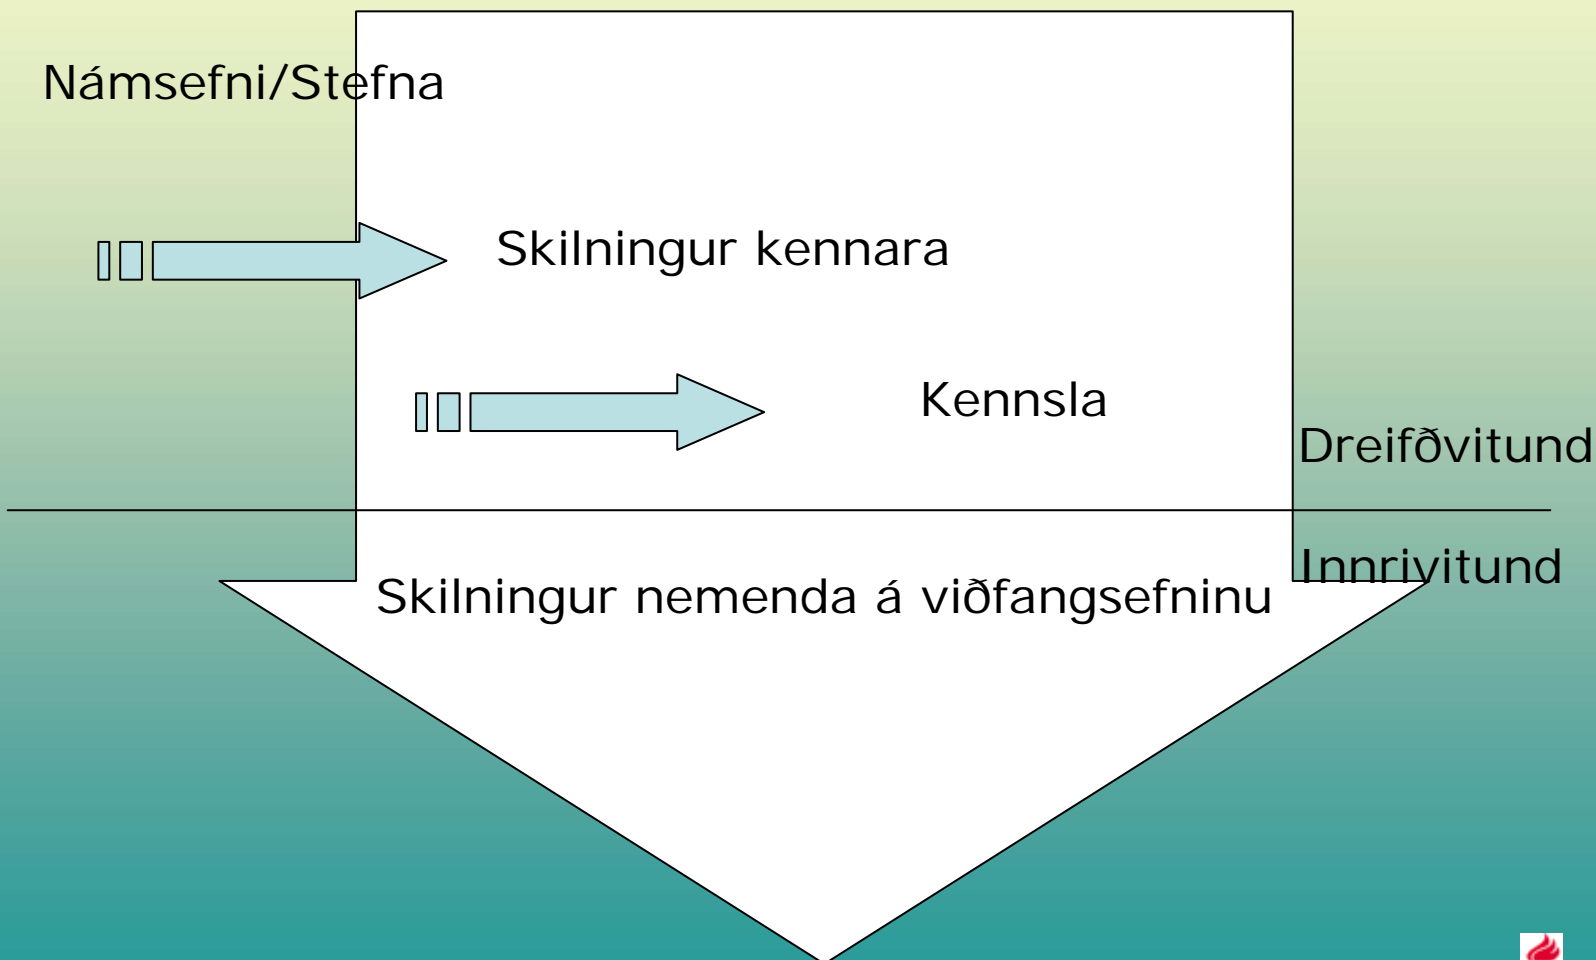 Námsefni/Stefna
Skilningur kennara
Kennsla
Dreifðvitund
Innrivitund
Skilningur nemenda á viðfangsefninu